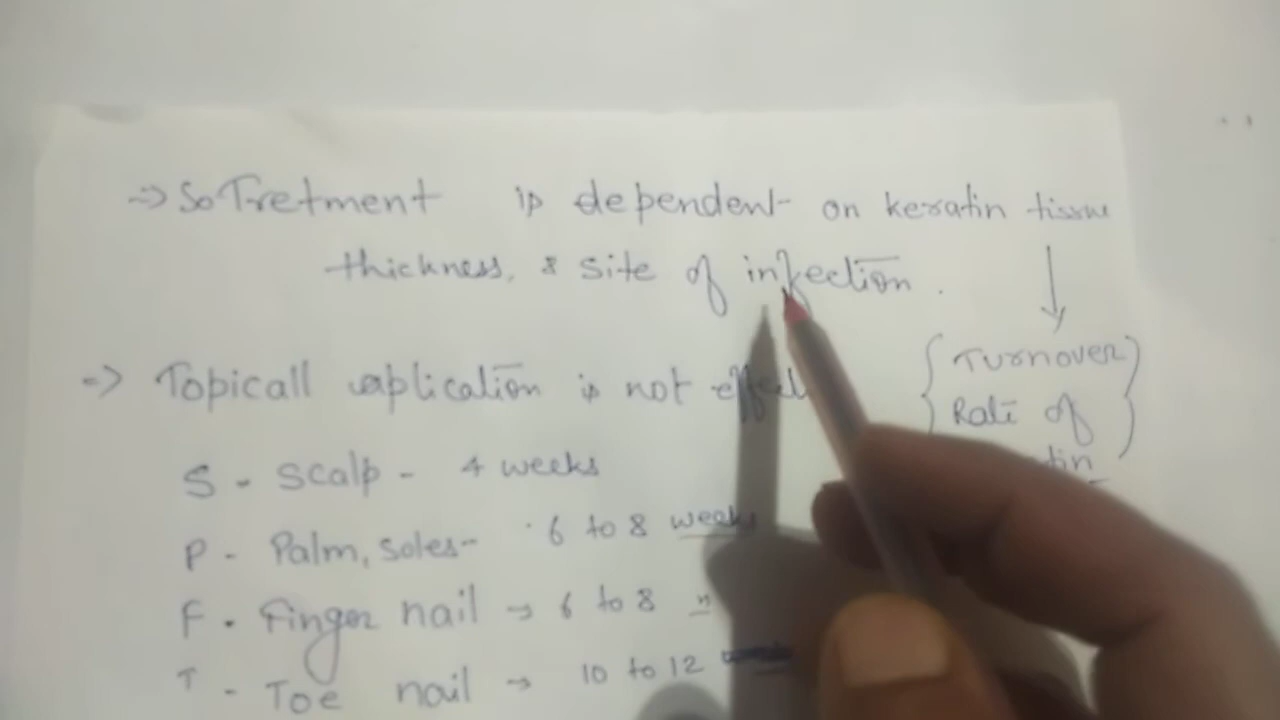 => So Tretment is dependent on keratin tissue
thickness, & site of infection.
↓
=> Topicall aplication is not
{ Turnover
Rate of }
S - Scalp - 4 weeks
P - Palm, soles - 6 to 8 weeks
F - Finger nail → 6 to 8 "
T - Toe nail → 10 to 12